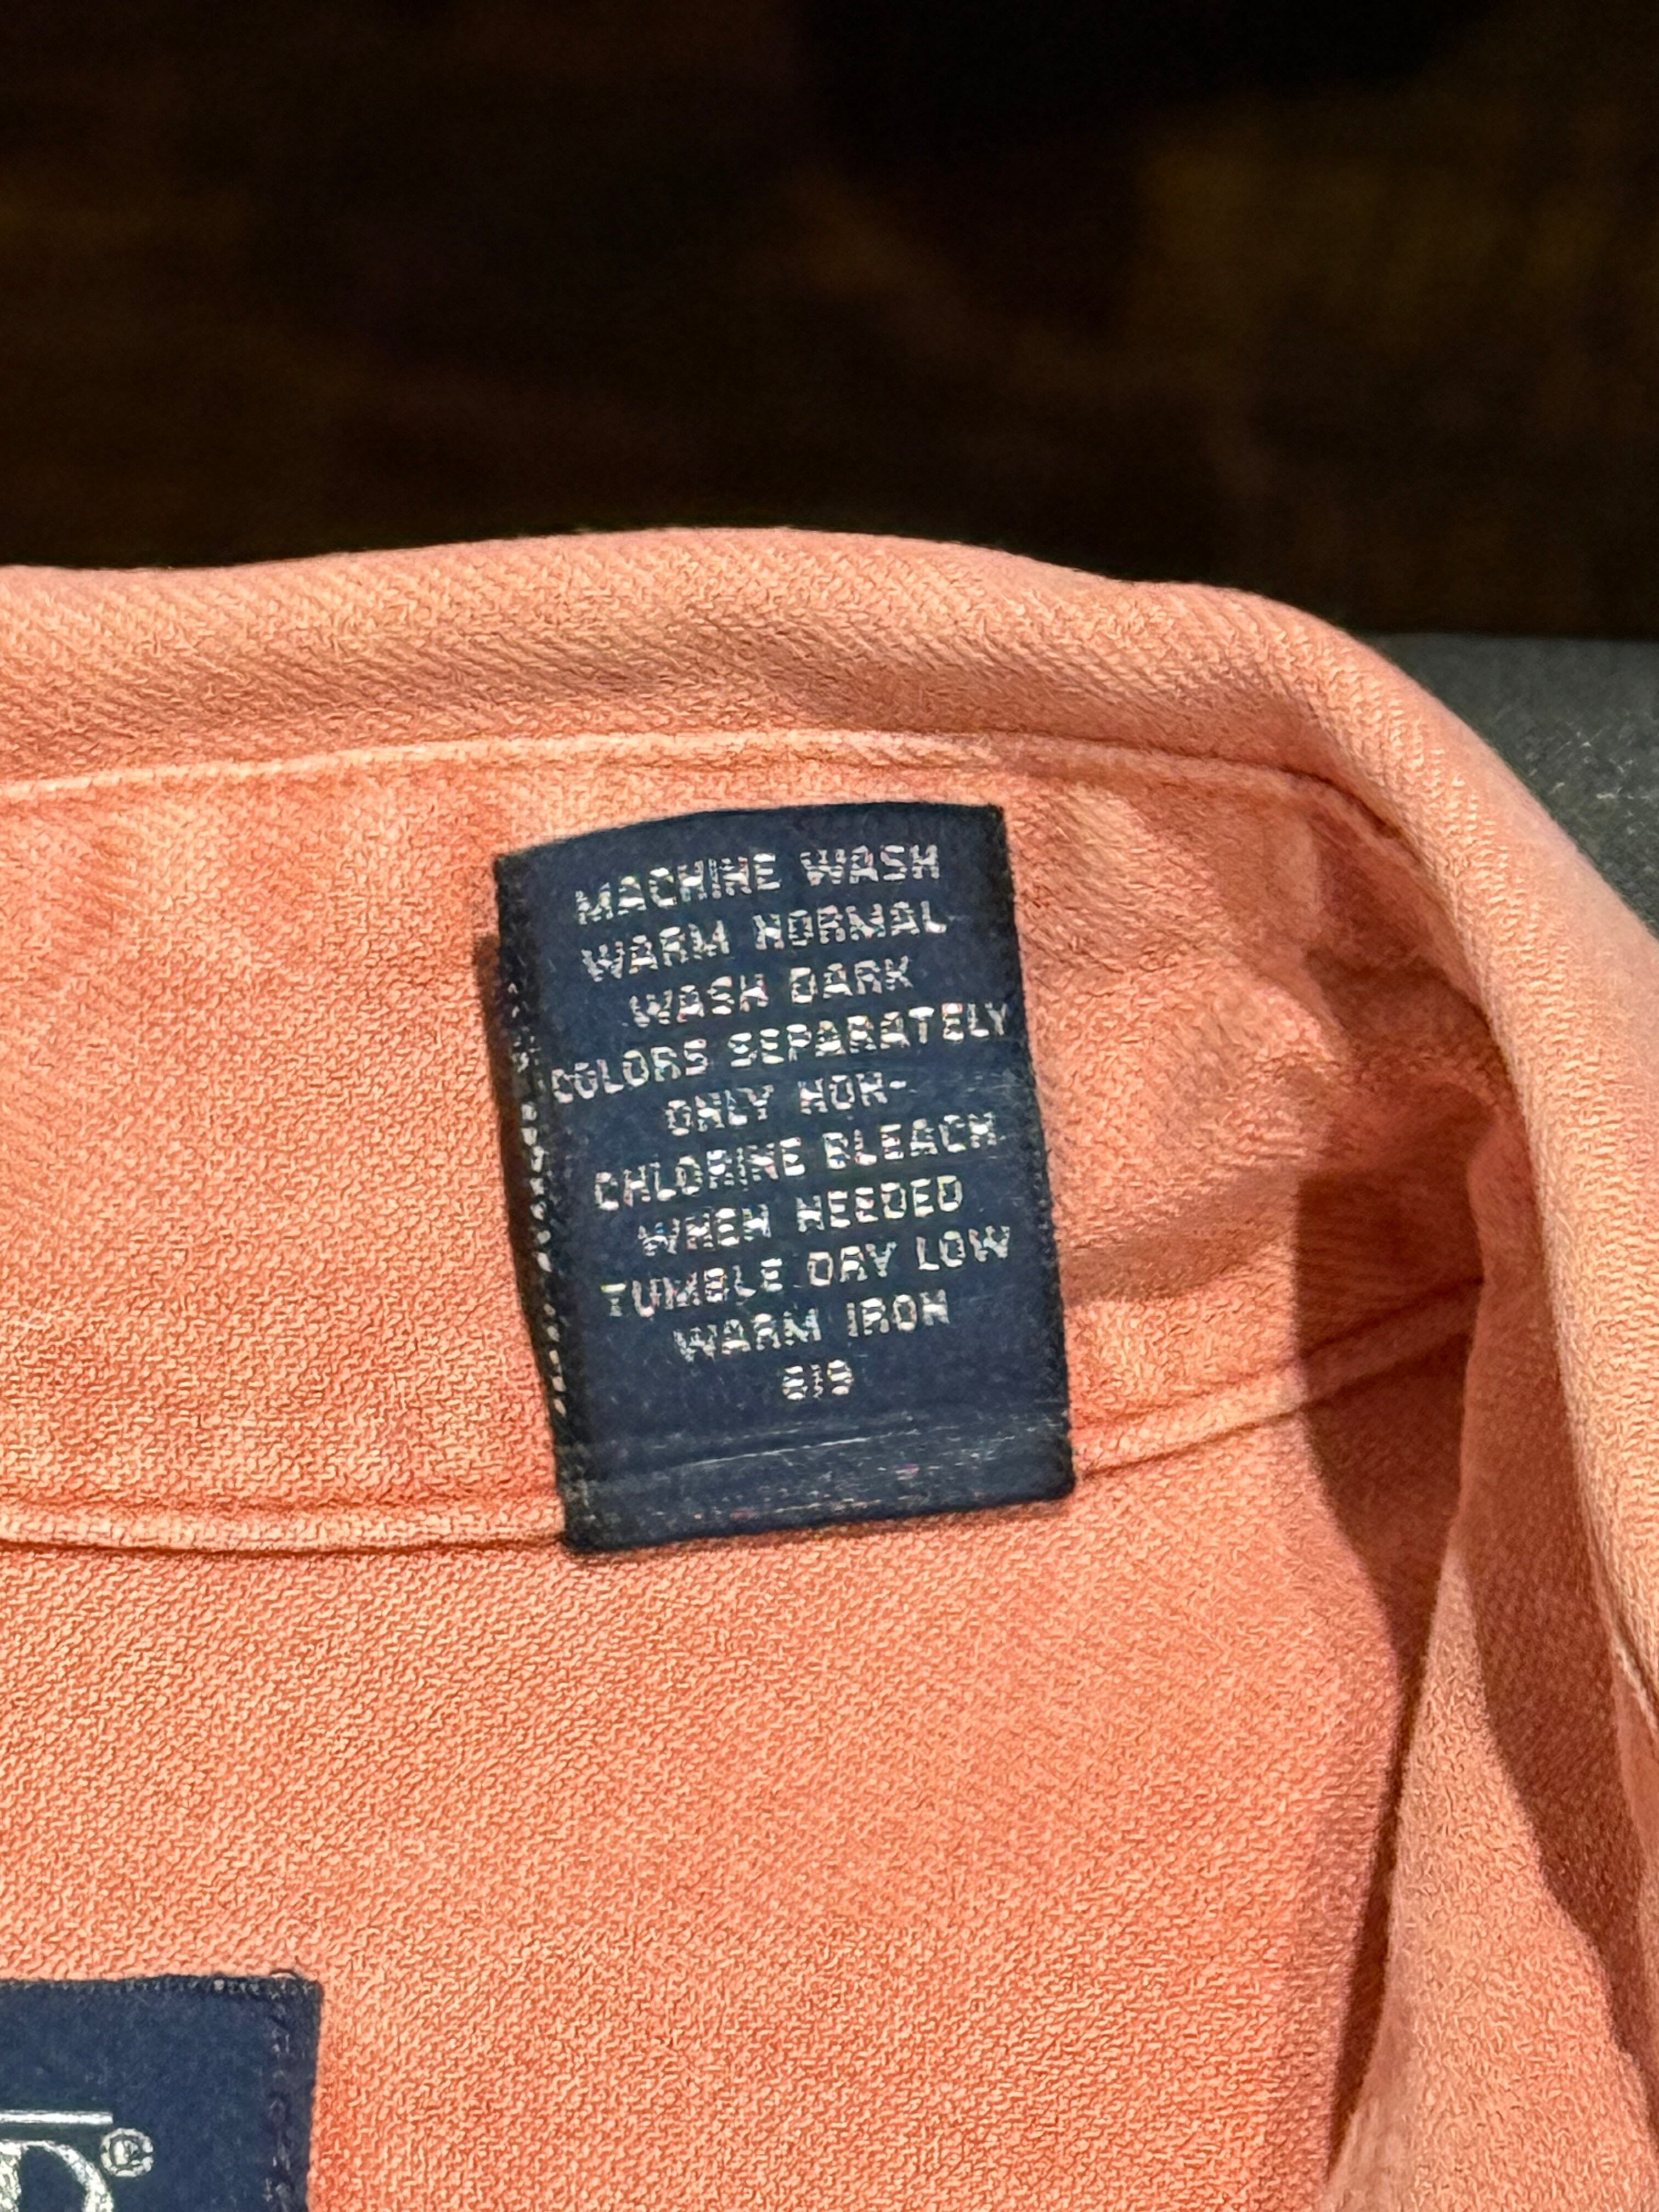 MACHINE WASH
WARM NORMAL
WASH DARK
COLORS SEPARATELY
ONLY NON-
CHLORINE BLEACH
WHEN NEEDED
TUMBLE DRY LOW
WARM IRON
619
D®